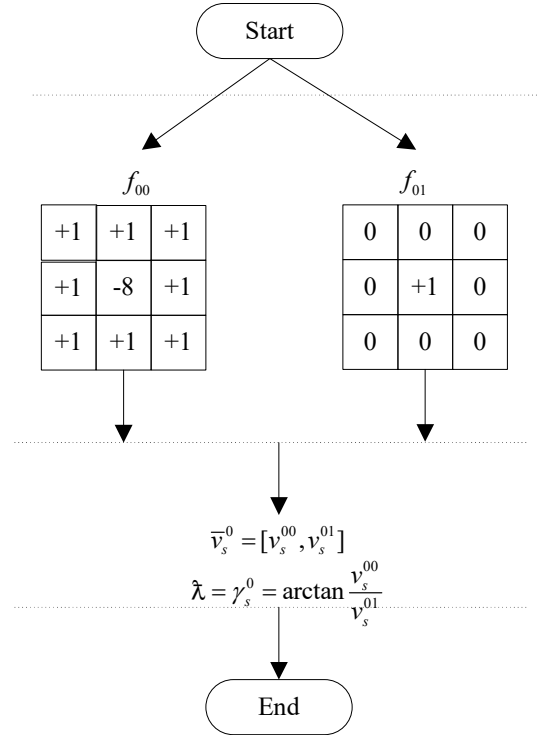 Start
f₀₀ f₀₁
+1 +1 +1 0 0 0
+1 -8 +1 0 +1 0
+1 +1 +1 0 0 0
v̅ₛ⁰ = [vₛ⁰⁰, vₛ⁰¹]
λ̂ = γₛ⁰ = arctan vₛ⁰⁰/vₛ⁰¹
End